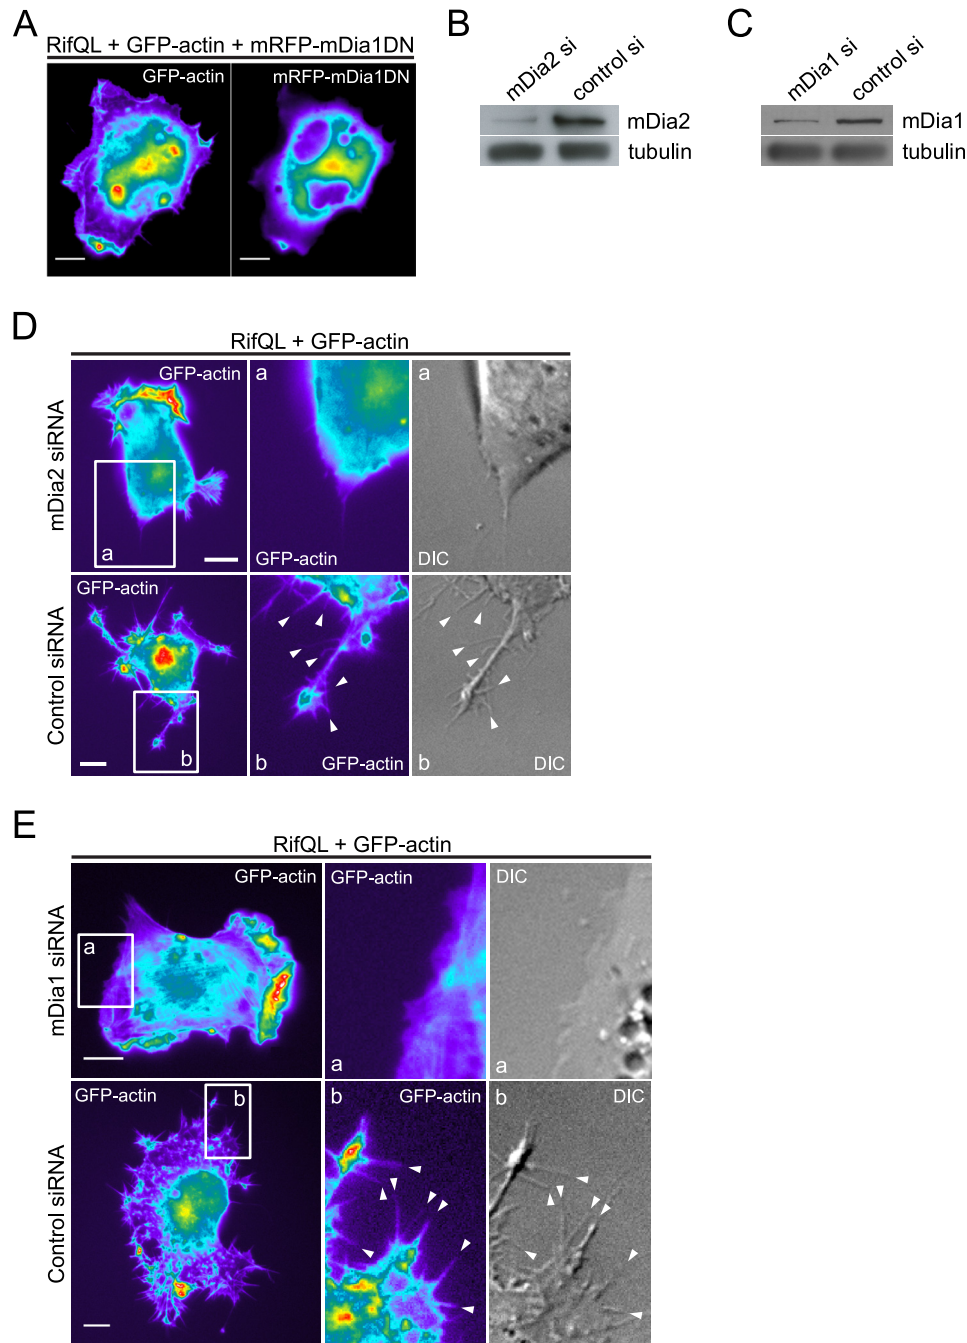 A
RifQL + GFP-actin + mRFP-mDia1DN
GFP-actin
mRFP-mDia1DN
B
mDia2 si
control si
mDia2
tubulin
C
mDia1 si
control si
mDia1
tubulin
D
RifQL + GFP-actin
mDia2 siRNA
GFP-actin
a
a
GFP-actin
a
DIC
Control siRNA
GFP-actin
b
b
GFP-actin
b
DIC
E
RifQL + GFP-actin
mDia1 siRNA
GFP-actin
a
GFP-actin
a
DIC
a
Control siRNA
GFP-actin
b
b
GFP-actin
b
DIC